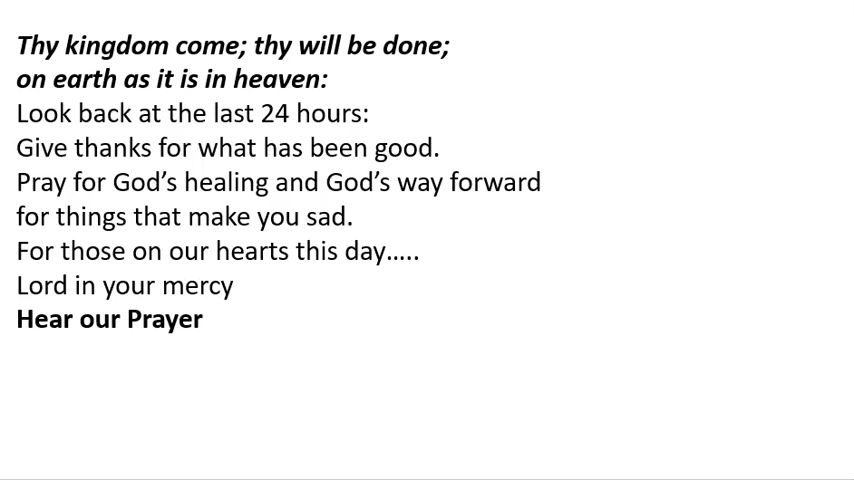 Thy kingdom come; thy will be done;
on earth as it is in heaven:
Look back at the last 24 hours:
Give thanks for what has been good.
Pray for God’s healing and God’s way forward
for things that make you sad.
For those on our hearts this day…..
Lord in your mercy
Hear our Prayer